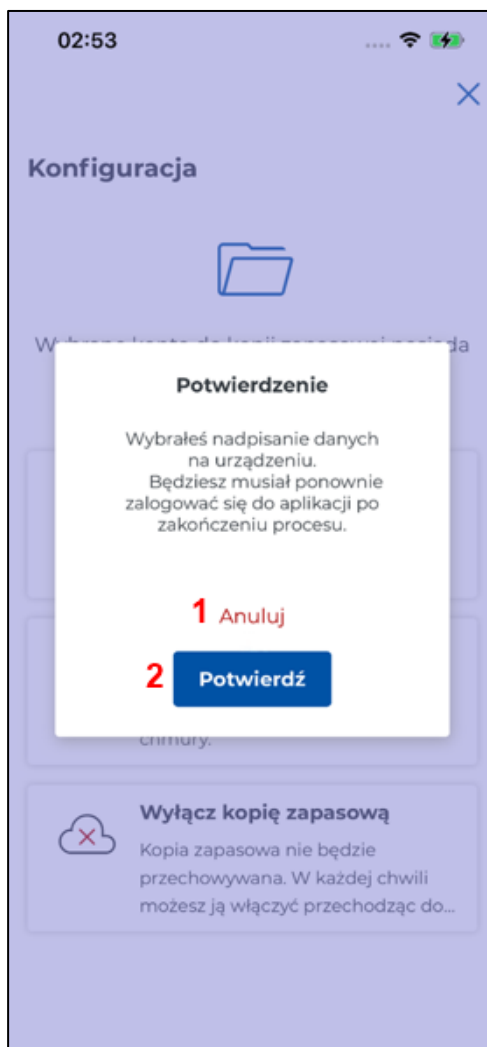 02:53
Konfiguracja
Potwierdzenie
Wybrałeś nadpisanie danych
na urządzeniu.
Będziesz musiał ponownie
zalogować się do aplikacji po
zakończeniu procesu.
1 Anuluj
2 Potwierdź
chmury.
Wyłącz kopię zapasową
Kopia zapasowa nie będzie
przechowywana. W każdej chwili
możesz ją włączyć przechodząc do...